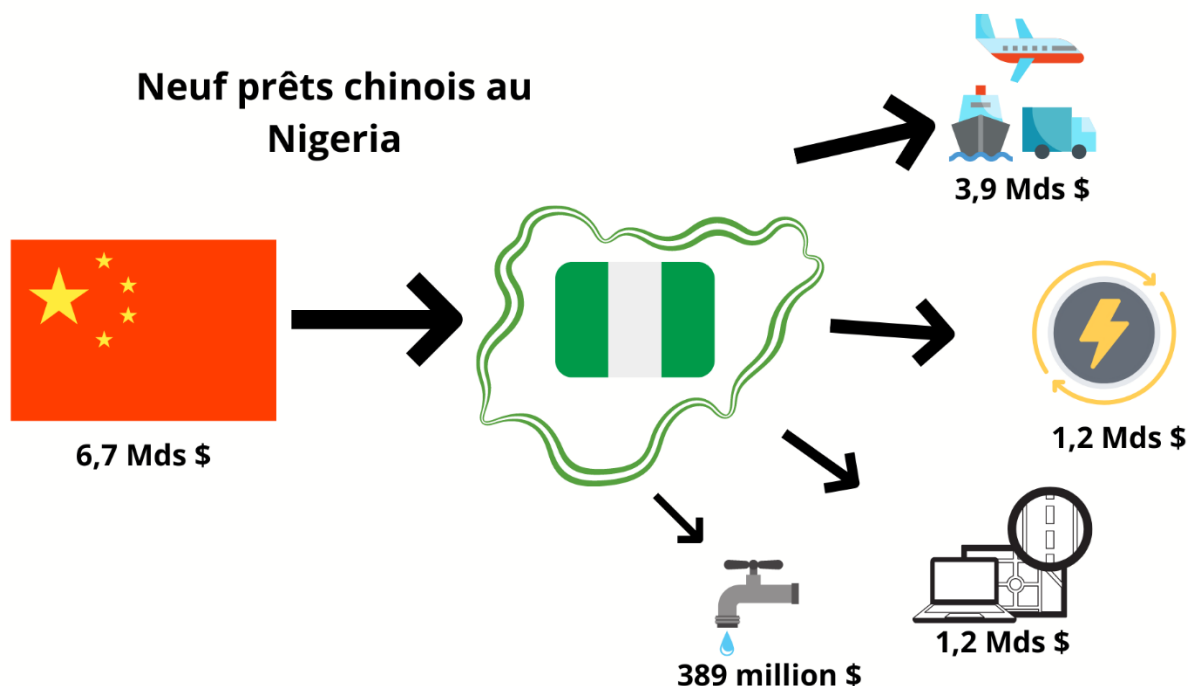 Neuf prêts chinois au
Nigeria
3,9 Mds $
6,7 Mds $
1,2 Mds $
1,2 Mds $
389 million $